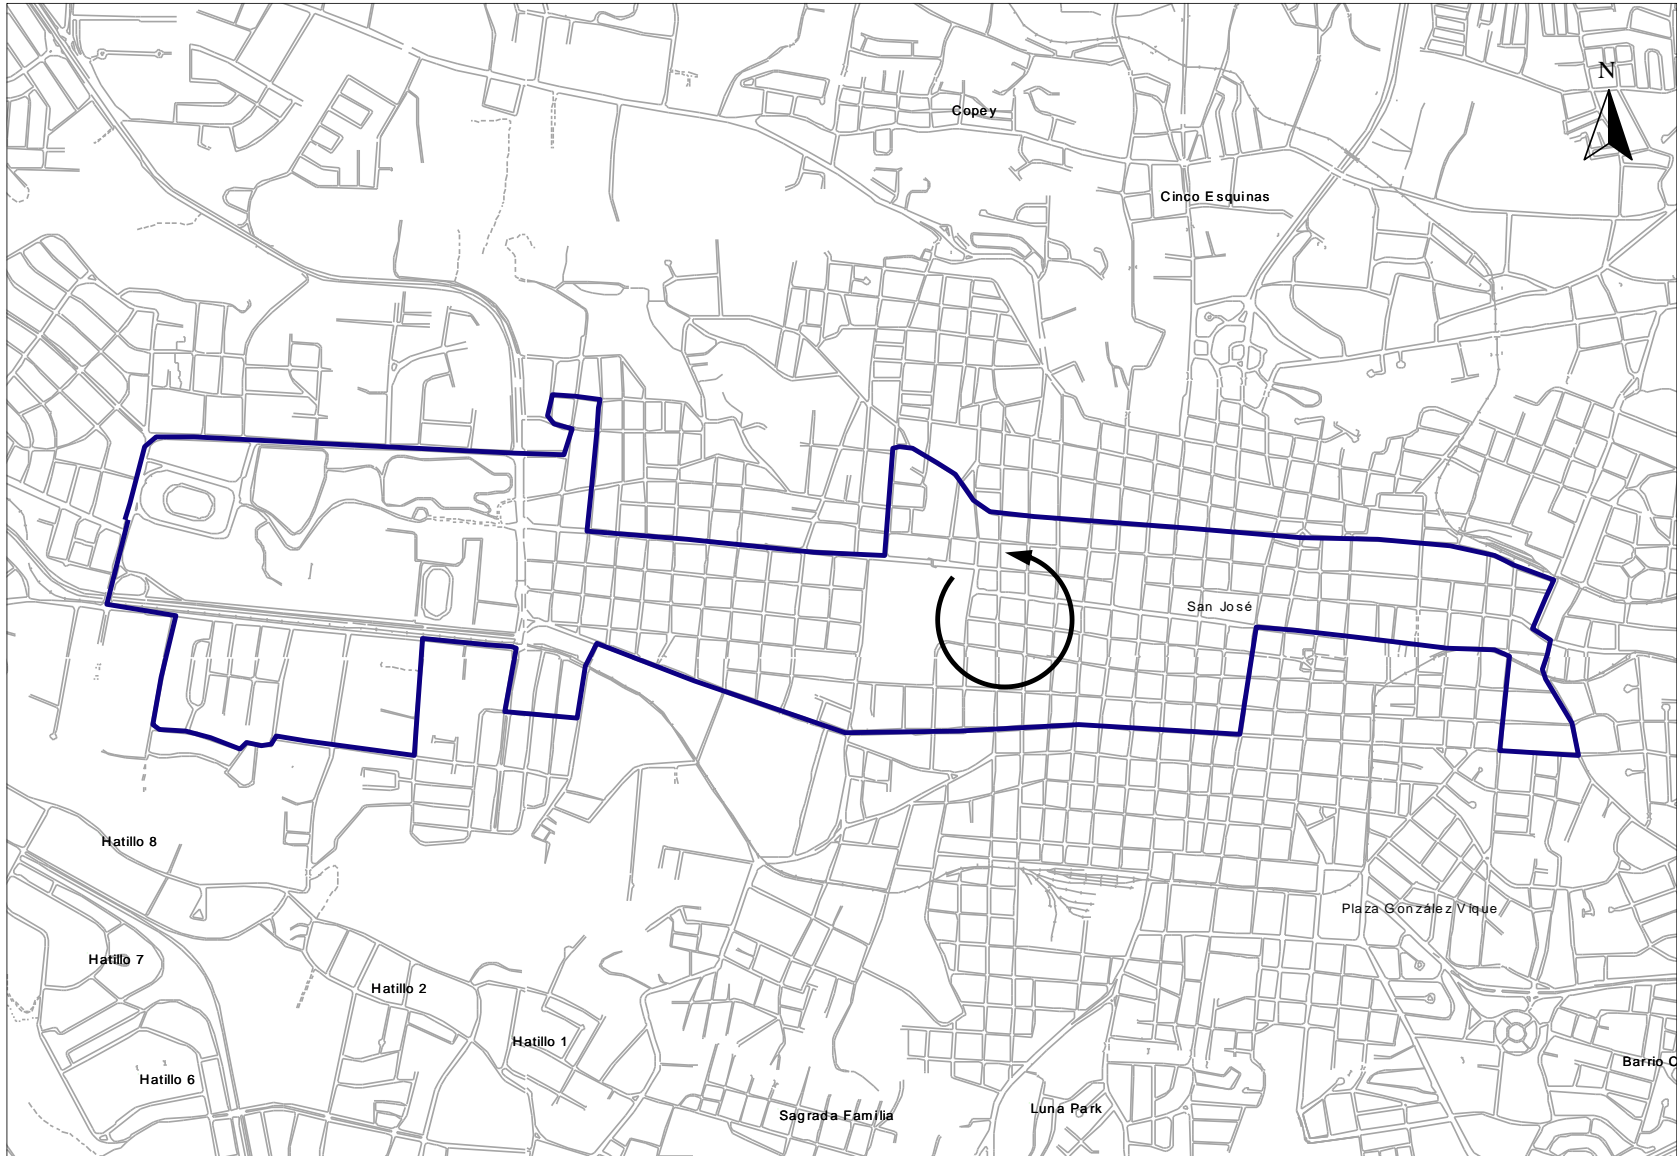 N
Copey
Cinco Esquinas
San José
Hatillo 8
Plaza González Víque
Hatillo 7
Hatillo 2
Hatillo 1
Barrio C
Hatillo 6
Luna Park
Sagrada Familia